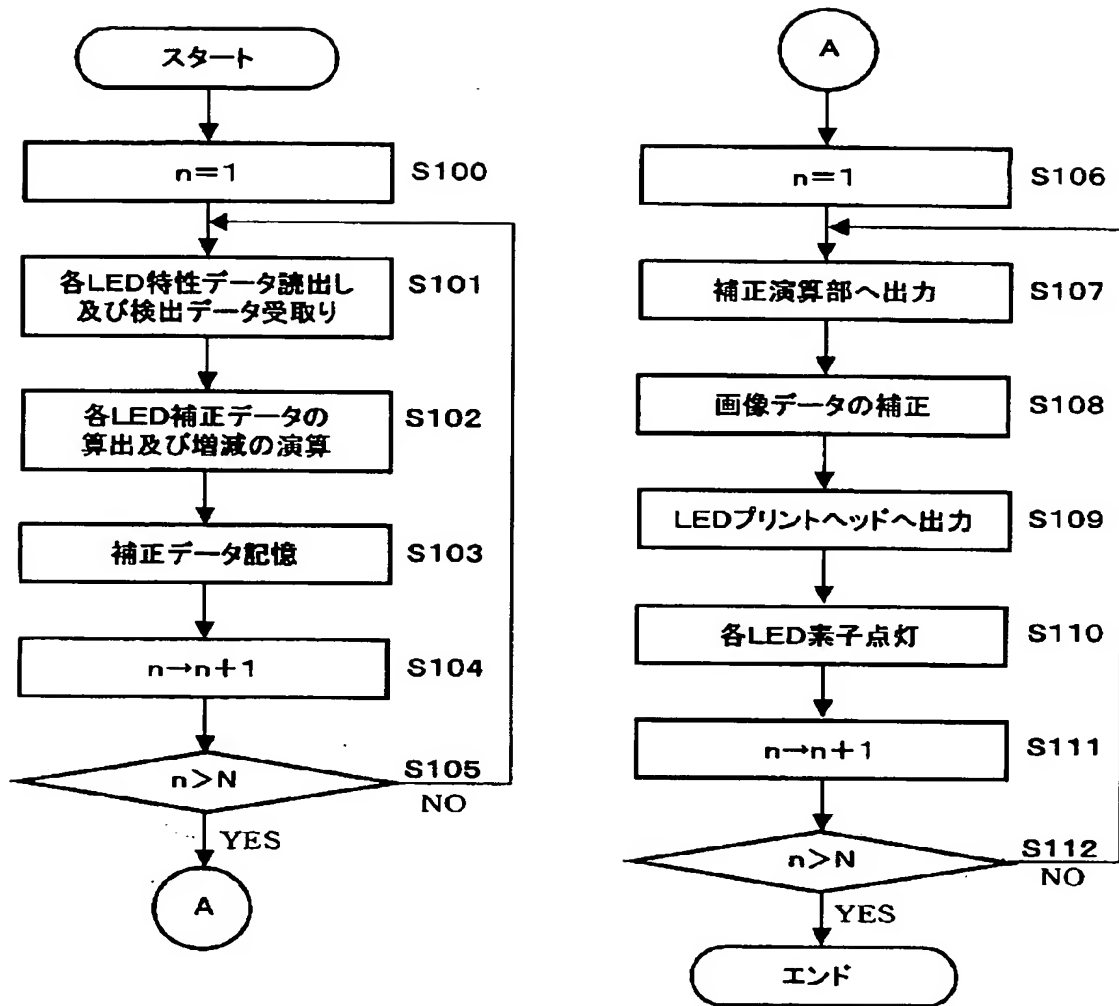 スタート
n=1
S100
各LED特性データ読出し
及び検出データ受取り
S101
各LED補正データの
算出及び増減の演算
S102
補正データ記憶
S103
n→n+1
S104
n>N
S105
NO
YES
A
A
n=1
S106
補正演算部へ出力
S107
画像データの補正
S108
LEDプリントヘッドへ出力
S109
各LED素子点灯
S110
n→n+1
S111
n>N
S112
NO
YES
エンド